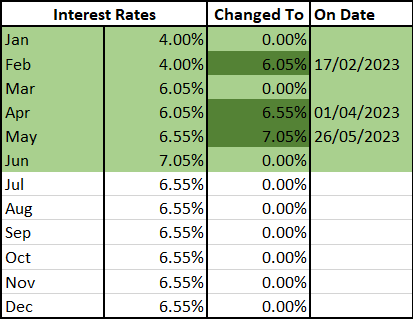 Interest Rates Changed To On Date
Jan 4.00% 0.00%
Feb 4.00% 6.05% 17/02/2023
Mar 6.05% 0.00%
Apr 6.05% 6.55% 01/04/2023
May 6.55% 7.05% 26/05/2023
Jun 7.05% 0.00%
Jul 6.55% 0.00%
Aug 6.55% 0.00%
Sep 6.55% 0.00%
Oct 6.55% 0.00%
Nov 6.55% 0.00%
Dec 6.55% 0.00%